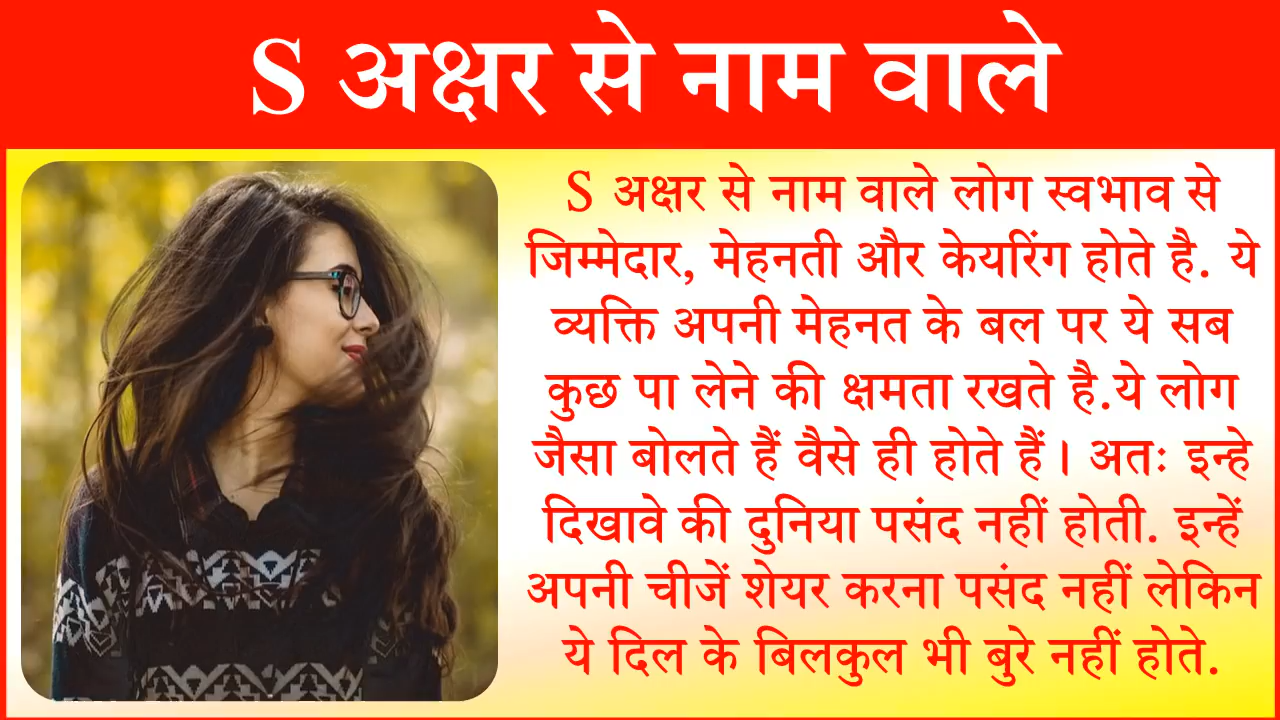 S अक्षर से नाम वाले
S अक्षर से नाम वाले लोग स्वभाव से
जिम्मेदार, मेहनती और केयरिंग होते है. ये
व्यक्ति अपनी मेहनत के बल पर ये सब
कुछ पा लेने की क्षमता रखते है.ये लोग
जैसा बोलते हैं वैसे ही होते हैं। अतः इन्हे
दिखावे की दुनिया पसंद नहीं होती. इन्हें
अपनी चीजें शेयर करना पसंद नहीं लेकिन
ये दिल के बिलकुल भी बुरे नहीं होते.